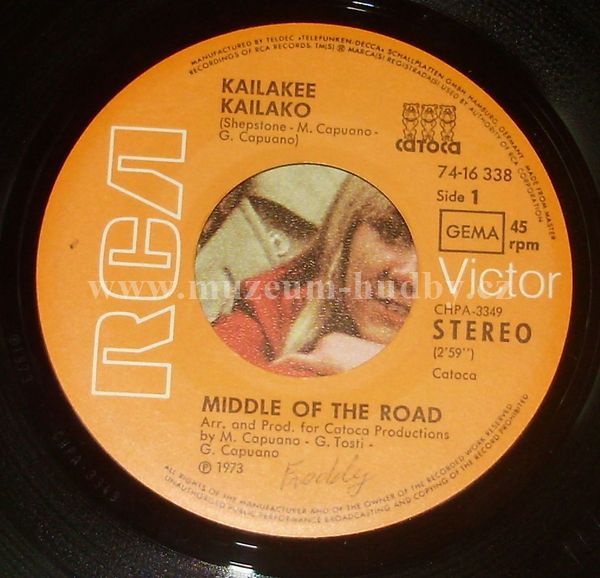 MANUFACTURED BY TELDEC »TELEFUNKEN-DECCA« SCHALLPLATTEN GMBH, HAMBURG, GERMANY, MADE FROM MASTER
RECORDINGS OF RCA RECORDS. TM(S) ® MARCA(S) REGISTRADA(S) USED BY AUTHORITY OF RCA CORPORATION
KAILAKEE
KAILAKO
(Shepstone - M. Capuano -
G. Capuano)
catoca
74-16 338
Side 1
GEMA
45
rpm
RCA
Victor
www.muzeum-hudby.cz
CHPA-3349
STEREO
(2'59'')
Catoca
MIDDLE OF THE ROAD
Arr. and Prod. for Catoca Productions
by M. Capuano - G. Tosti -
G. Capuano
℗ 1973
Freddy
ALL RIGHTS OF THE MANUFACTURER AND OF THE OWNER OF THE RECORDED WORK RESERVED
UNAUTHORISED PUBLIC PERFORMANCE BROADCASTING AND COPYING OF THE RECORD PROHIBITED